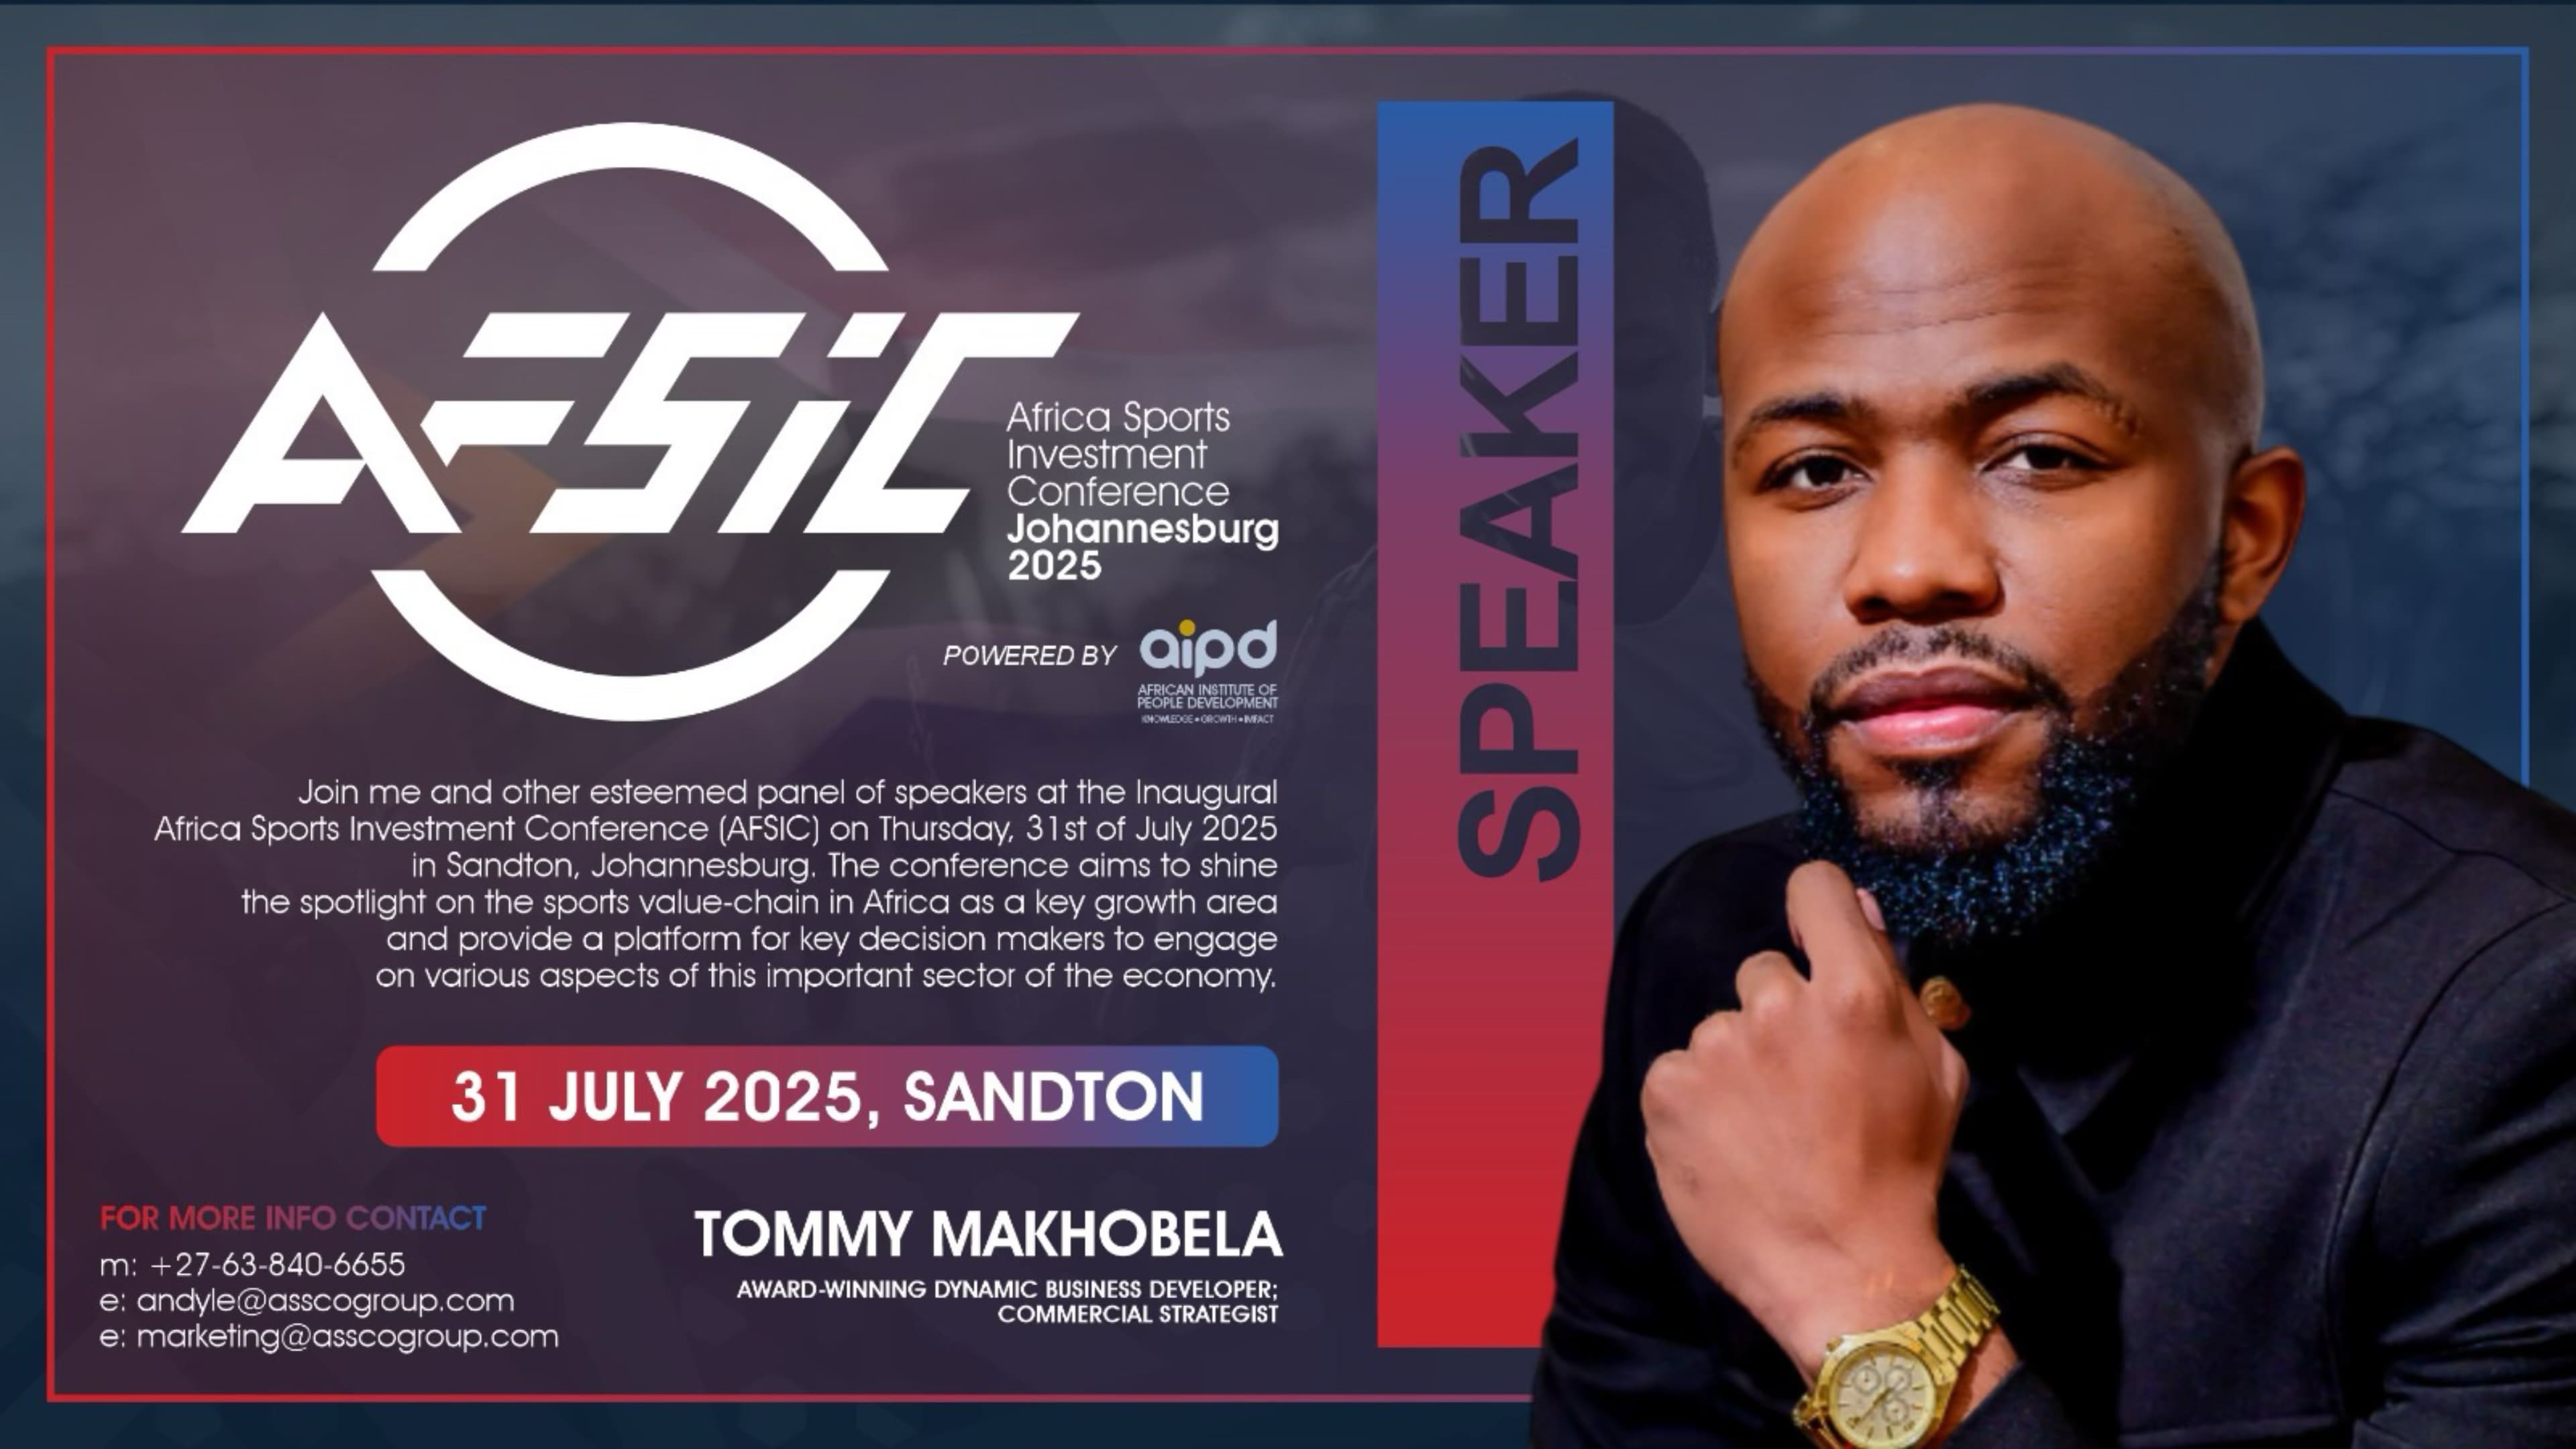 AFSiC
Africa Sports
Investment
Conference
Johannesburg
2025
POWERED BY
aipd
AFRICAN INSTITUTE OF
PEOPLE DEVELOPMENT
KNOWLEDGE • GROWTH • IMPACT
Join me and other esteemed panel of speakers at the Inaugural
Africa Sports Investment Conference (AFSIC) on Thursday, 31st of July 2025
in Sandton, Johannesburg. The conference aims to shine
the spotlight on the sports value-chain in Africa as a key growth area
and provide a platform for key decision makers to engage
on various aspects of this important sector of the economy.
31 JULY 2025, SANDTON
FOR MORE INFO CONTACT
m: +27-63-840-6655
e: andyle@asscogroup.com
e: marketing@asscogroup.com
TOMMY MAKHOBELA
AWARD-WINNING DYNAMIC BUSINESS DEVELOPER;
COMMERCIAL STRATEGIST
SPEAKER